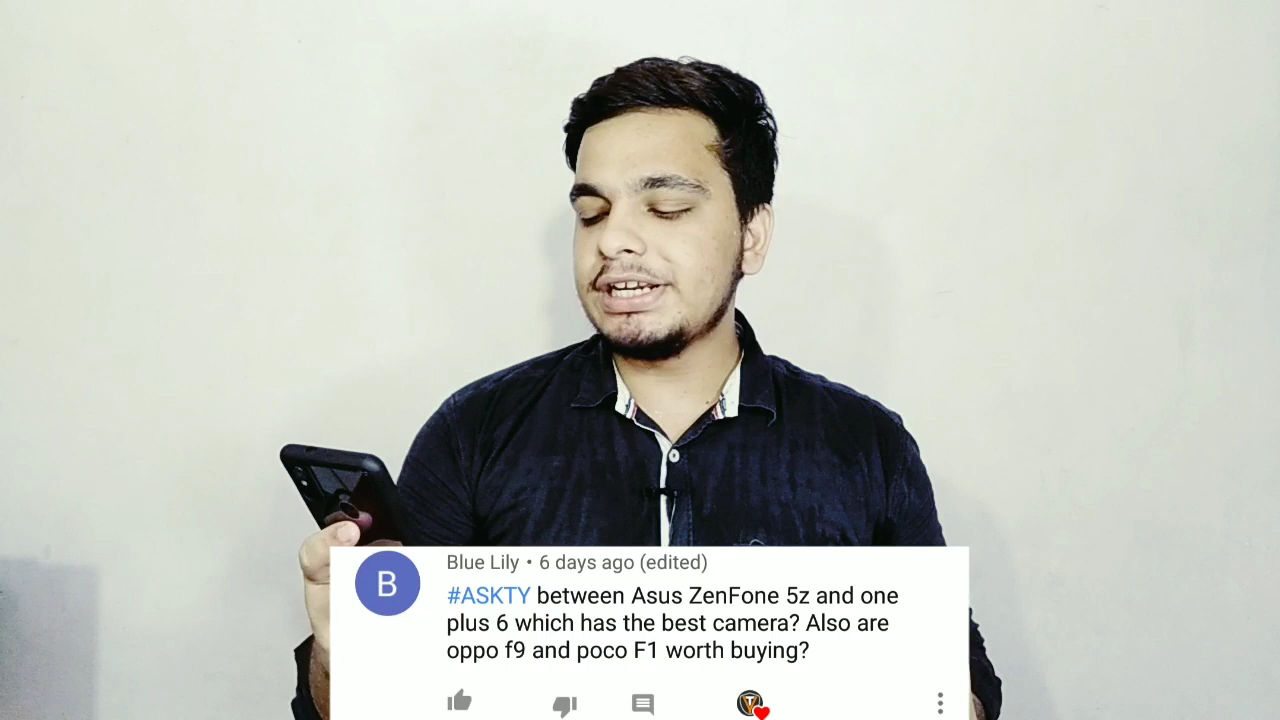 B
Blue Lily • 6 days ago (edited)
#ASKTY between Asus ZenFone 5z and one
plus 6 which has the best camera? Also are
oppo f9 and poco F1 worth buying?